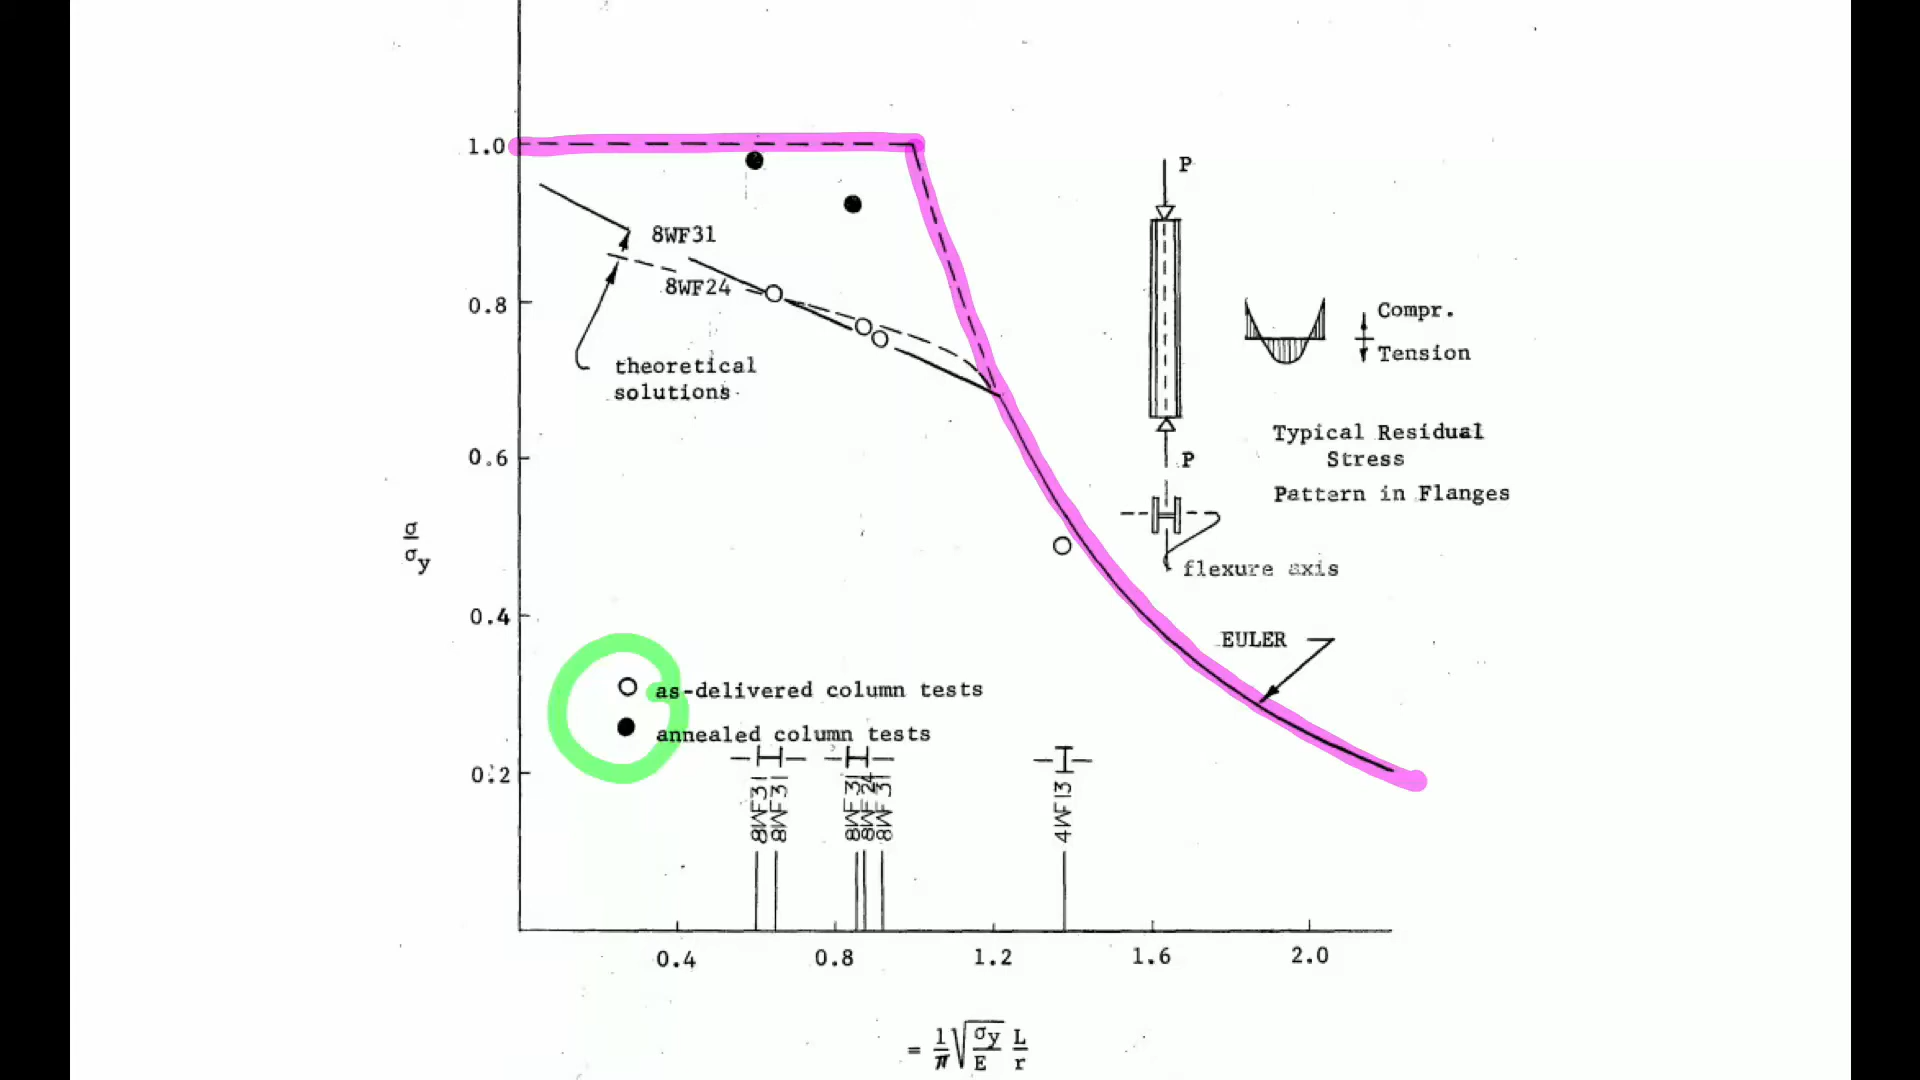 1.0
P
8WF31
8WF24
0.8
Compr.
Tension
theoretical
solutions
Typical Residual
Stress
Pattern in Flanges
0.6
P
σ
σy
flexure axis
0.4
EULER
as-delivered column tests
annealed column tests
0.2
8WF31
8WF31
8WF31
8WF24
8WF31
4WF13
0.4 0.8 1.2 1.6 2.0
= 1/π √σy/E L/r